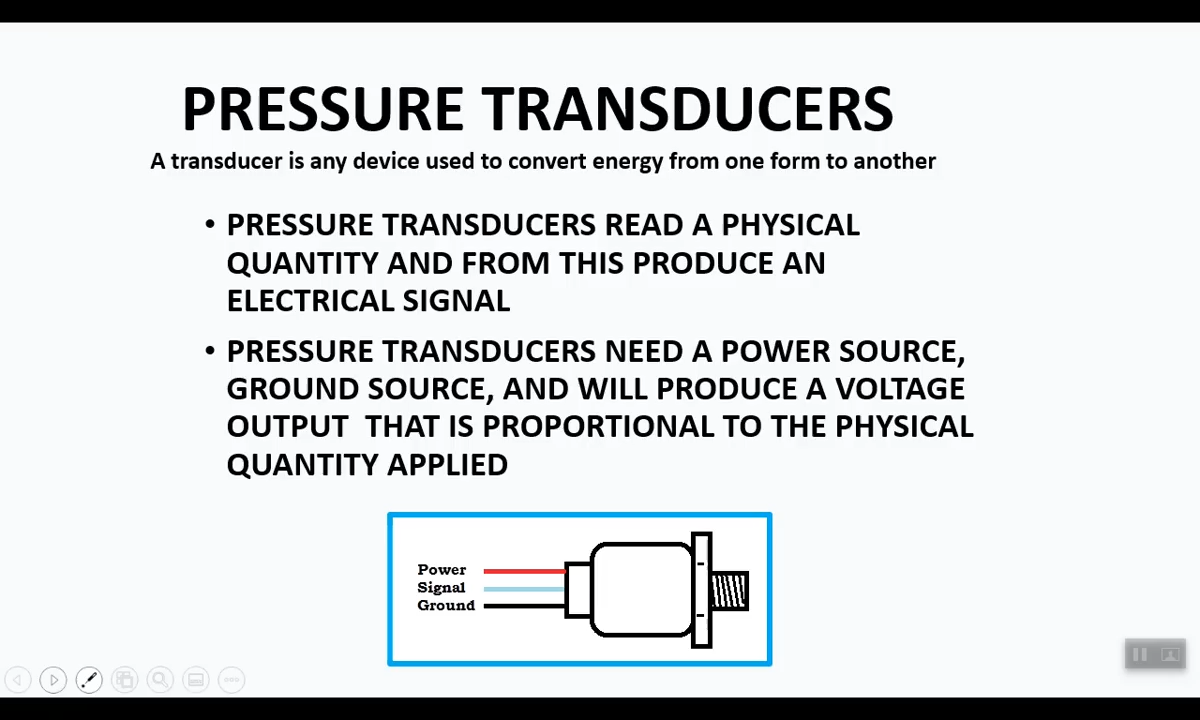 PRESSURE TRANSDUCERS
A transducer is any device used to convert energy from one form to another
• PRESSURE TRANSDUCERS READ A PHYSICAL
QUANTITY AND FROM THIS PRODUCE AN
ELECTRICAL SIGNAL
• PRESSURE TRANSDUCERS NEED A POWER SOURCE,
GROUND SOURCE, AND WILL PRODUCE A VOLTAGE
OUTPUT  THAT IS PROPORTIONAL TO THE PHYSICAL
QUANTITY APPLIED
Power
Signal
Ground